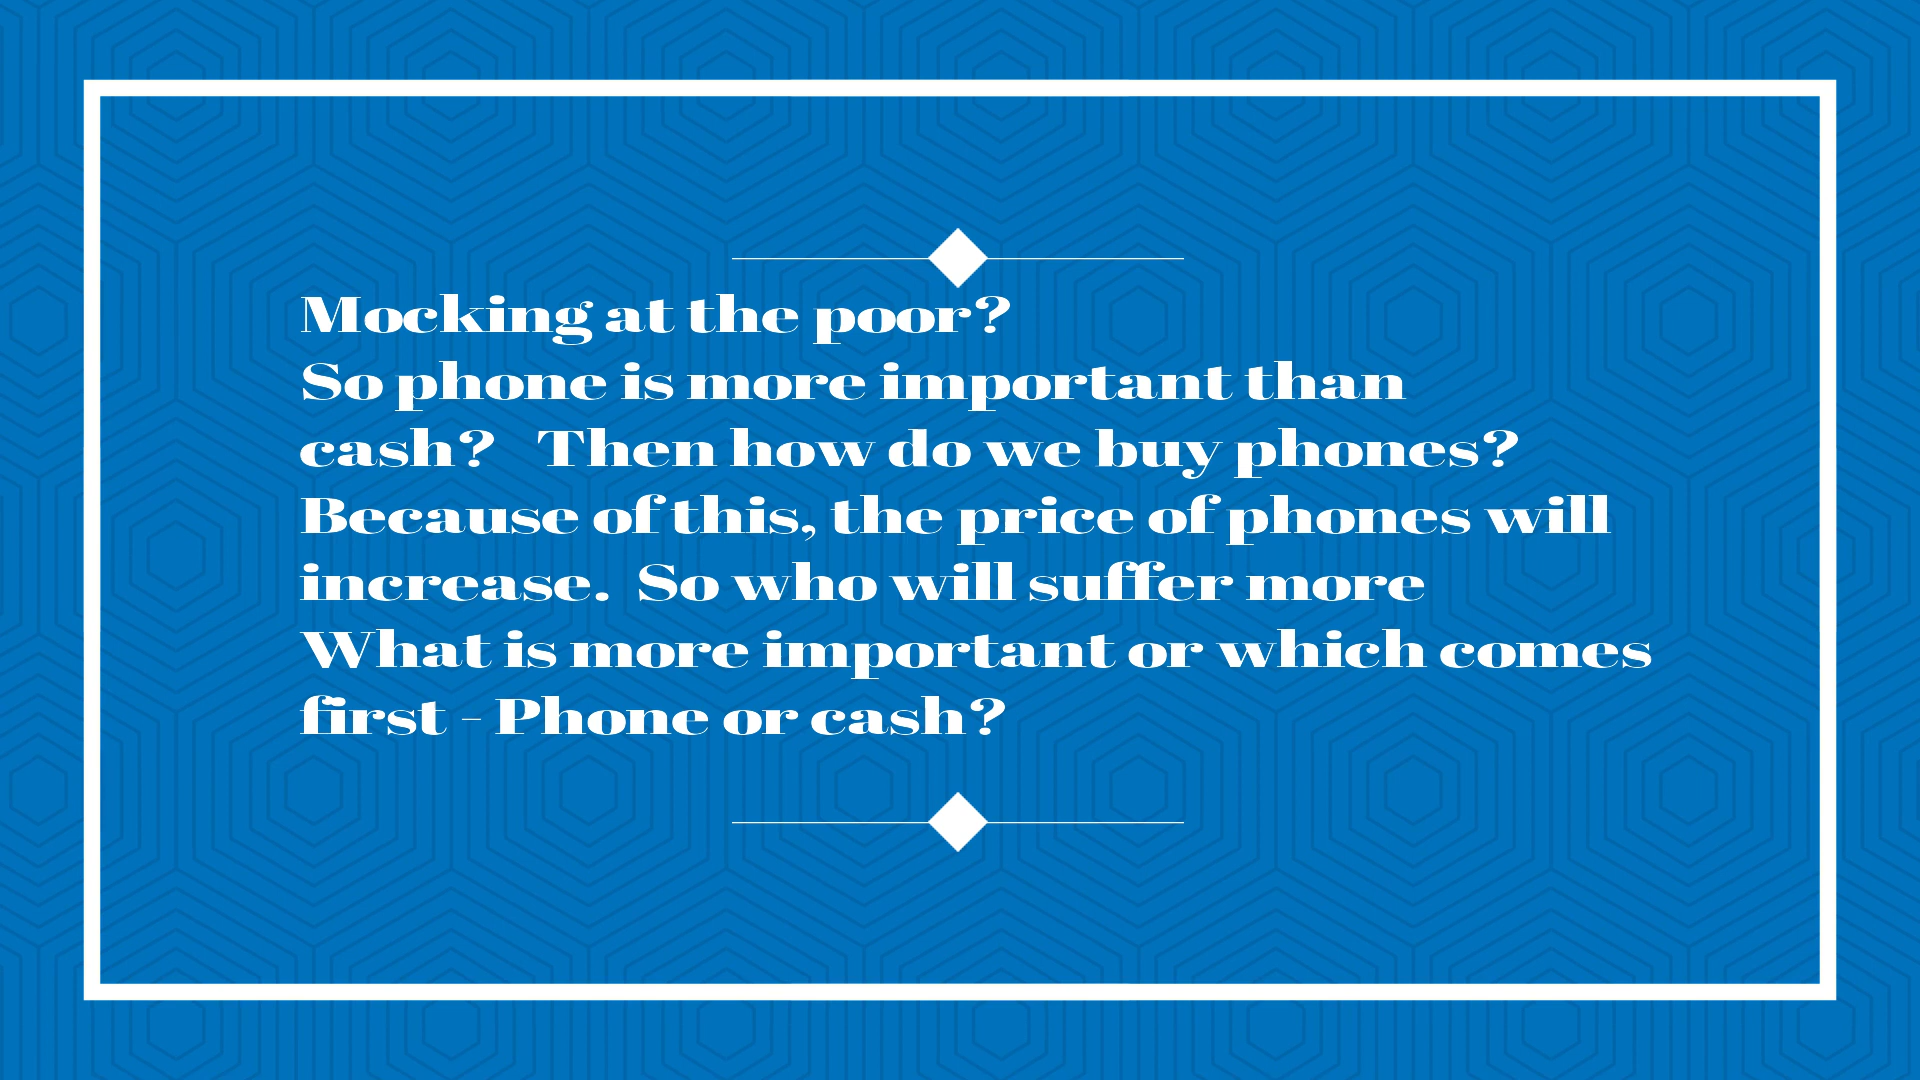 Mocking at the poor?
So phone is more important than
cash?   Then how do we buy phones?
Because of this, the price of phones will
increase.  So who will suffer more
What is more important or which comes
first - Phone or cash?